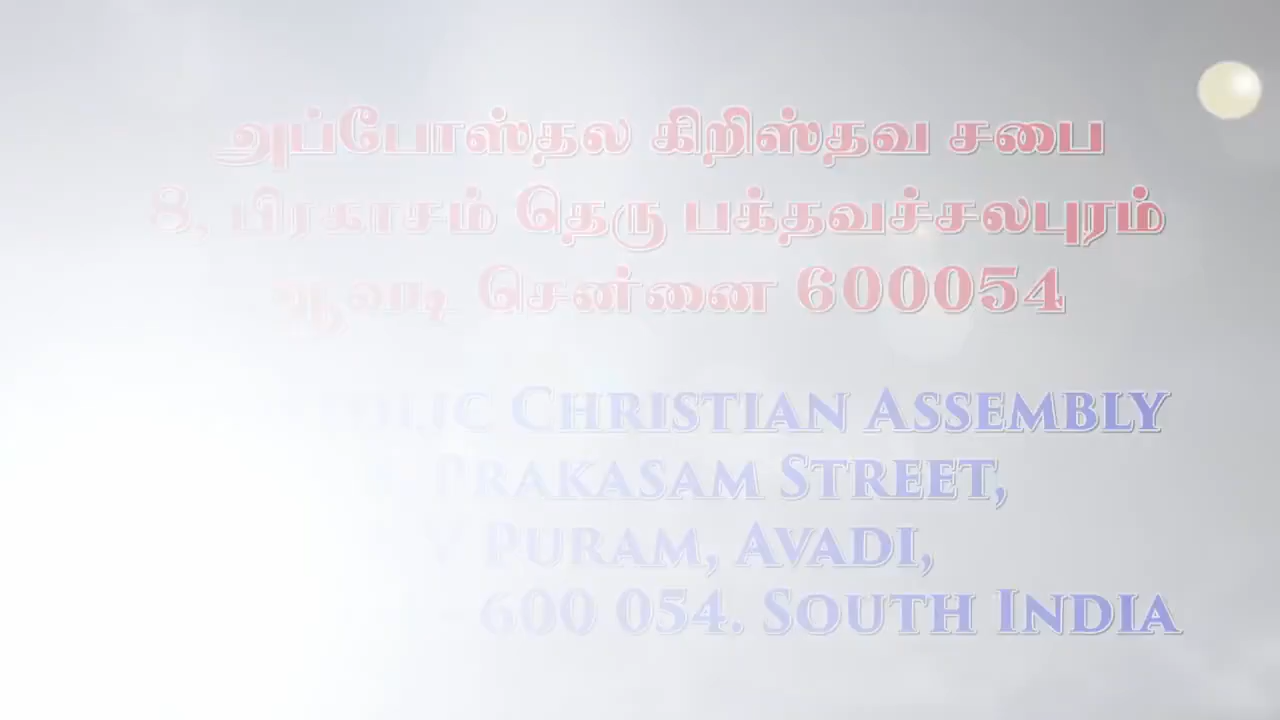 அப்போஸ்தல கிறிஸ்தவ சபை
8, பிரகாசம் தெரு பக்தவச்சலபுரம்
ஆவடி சென்னை 600054
Christian Assembly
Prakasam Street,
V Puram, Avadi,
- 600 054. South India